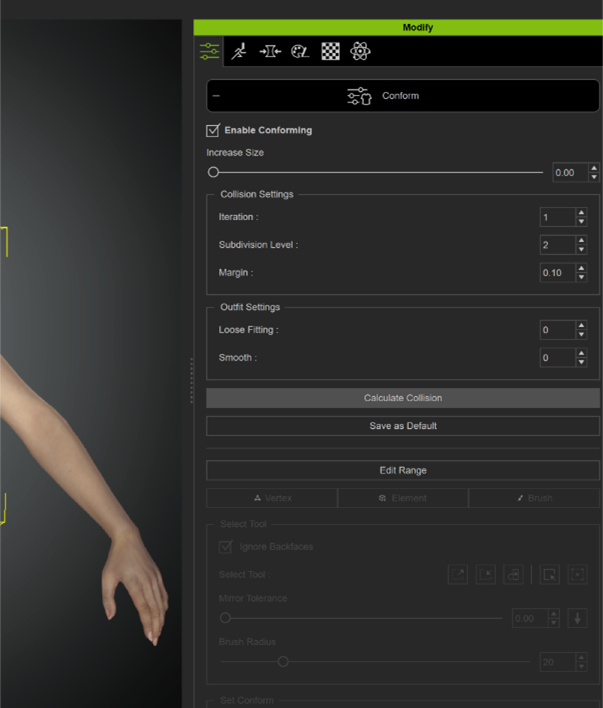 Modify
Conform
Enable Conforming
Increase Size
0.00
Collision Settings
Iteration :
1
Subdivision Level :
2
Margin :
0.10
Outfit Settings
Loose Fitting :
0
Smooth :
0
Calculate Collision
Save as Default
Edit Range
Vertex
Element
Brush
Select Tool
Ignore Backfaces
Select Tool :
Mirror Tolerance
0.00
Brush Radius
20
Set Conform